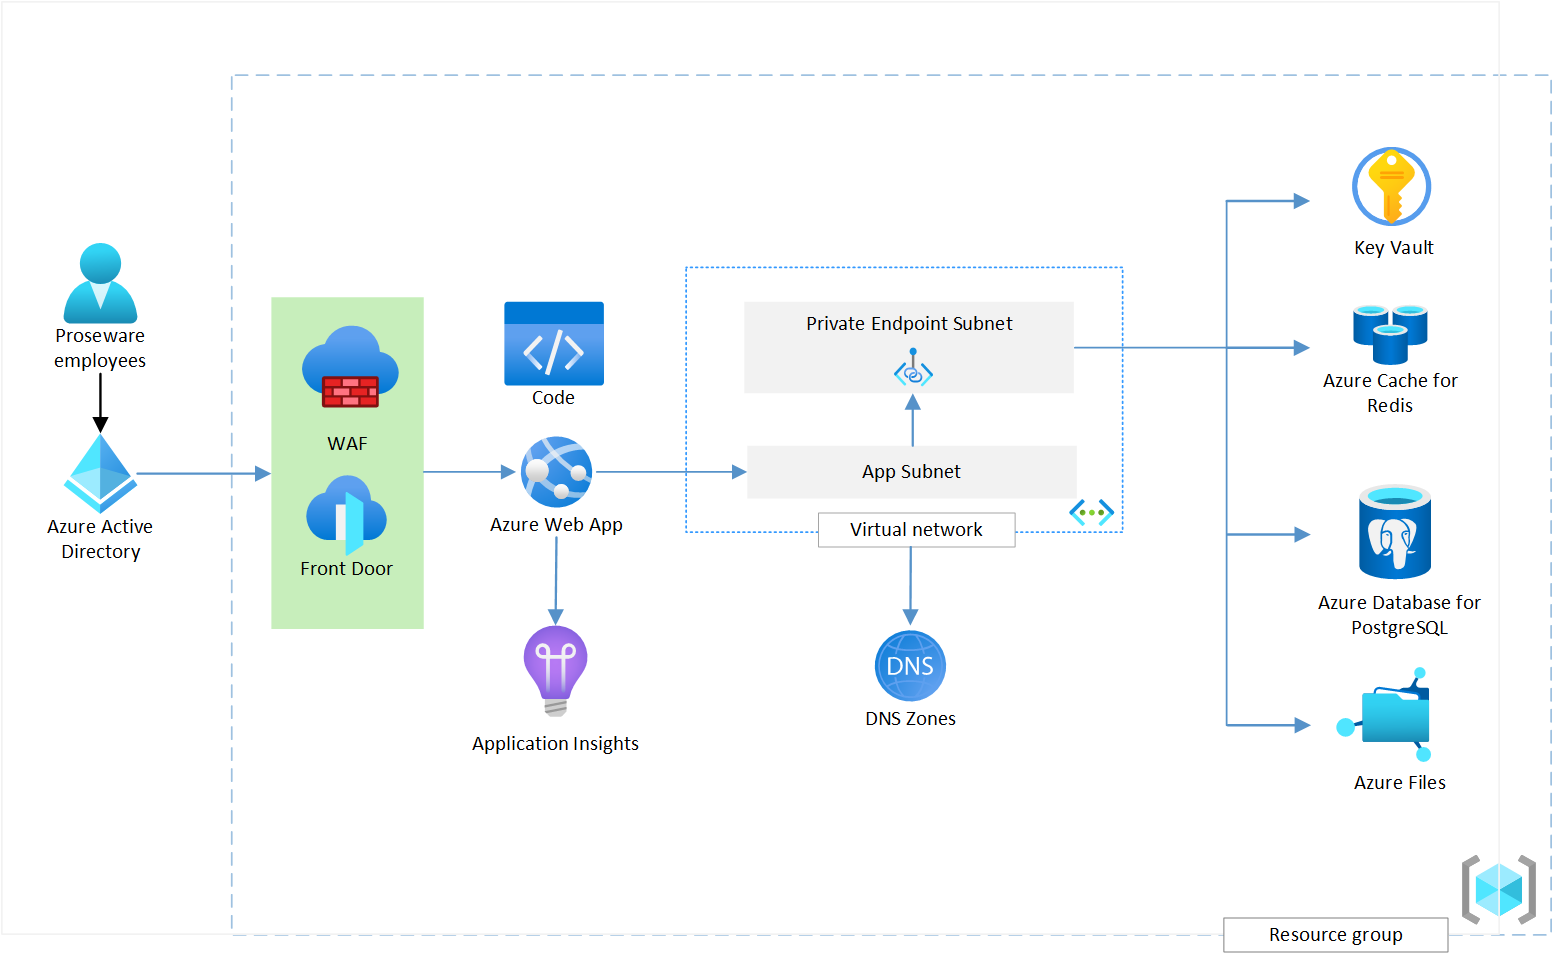 Proseware
employees
Azure Active
Directory
WAF
Front Door
Code
Azure Web App
Application Insights
Private Endpoint Subnet
App Subnet
Virtual network
DNS
DNS Zones
Key Vault
Azure Cache for
Redis
Azure Database for
PostgreSQL
Azure Files
Resource group